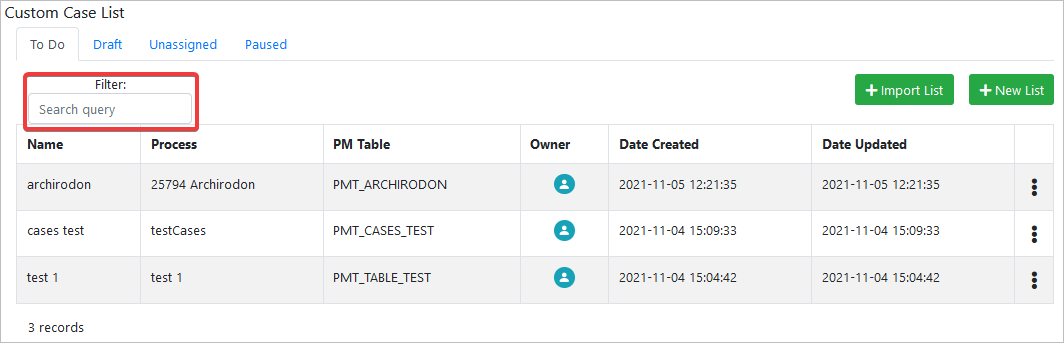 Custom Case List
To Do Draft Unassigned Paused
Filter:
Search query
Import List New List
Name Process PM Table Owner Date Created Date Updated
archirodon 25794 Archirodon PMT_ARCHIRODON 2021-11-05 12:21:35 2021-11-05 12:21:35
cases test testCases PMT_CASES_TEST 2021-11-04 15:09:33 2021-11-04 15:09:33
test 1 test 1 PMT_TABLE_TEST 2021-11-04 15:04:42 2021-11-04 15:04:42
3 records